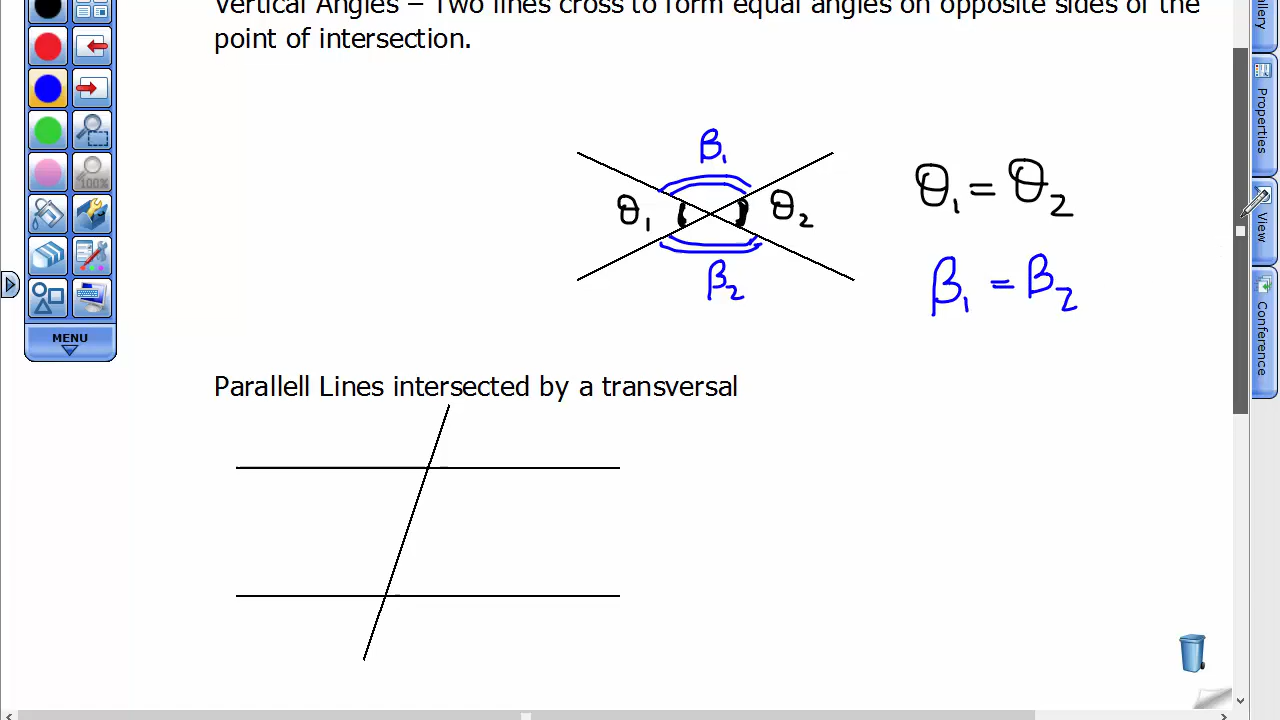 Vertical Angles – Two lines cross to form equal angles on opposite sides of the
point of intersection.
β₁
θ₁
θ₂
β₂
θ₁ = θ₂
β₁ = β₂
Parallell Lines intersected by a transversal
MENU
100%
Properties
View
Conference